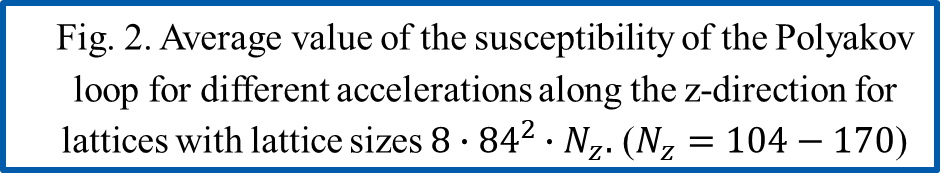 Fig. 2. Average value of the susceptibility of the Polyakov
loop for different accelerations along the z-direction for
lattices with lattice sizes 8 · 84² · N_z. (N_z = 104 − 170)